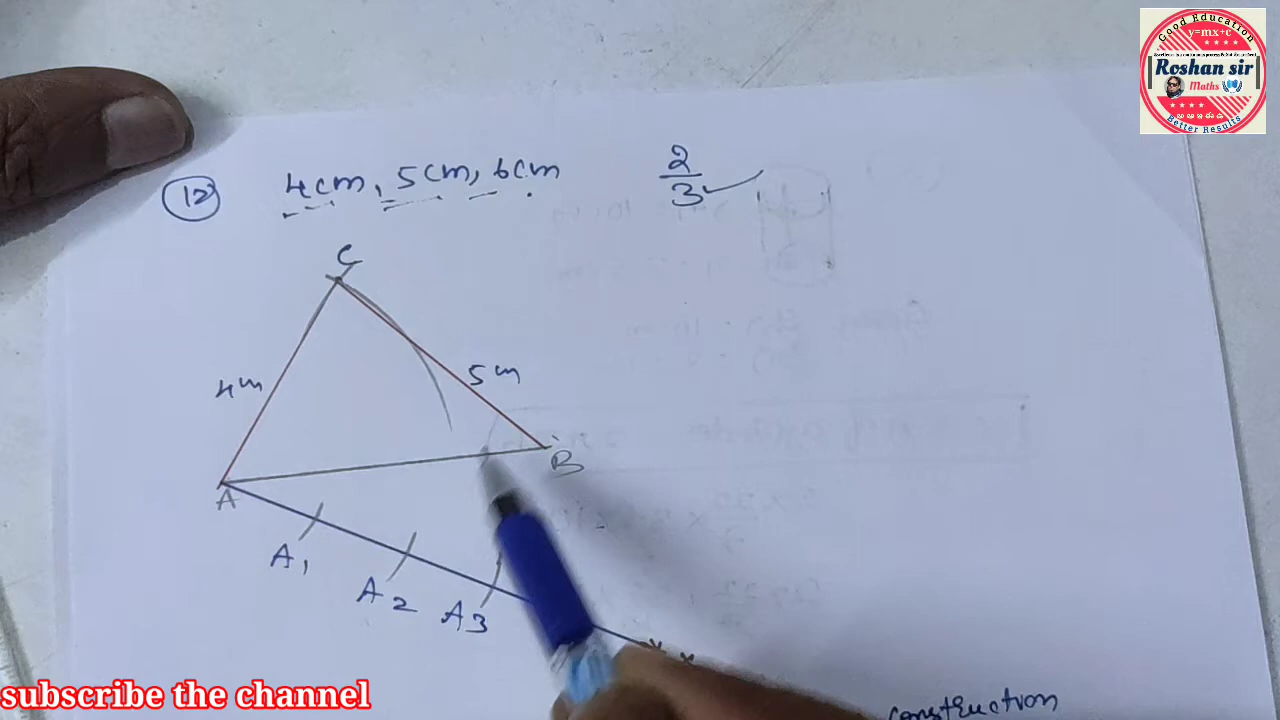 Good Education
y=mx+c
Roshan sir
Maths
Better Results
12 4cm, 5cm, 6cm 2/3
C
4cm
5cm
B
A
A1
A2
A3
x
subscribe the channel
construction